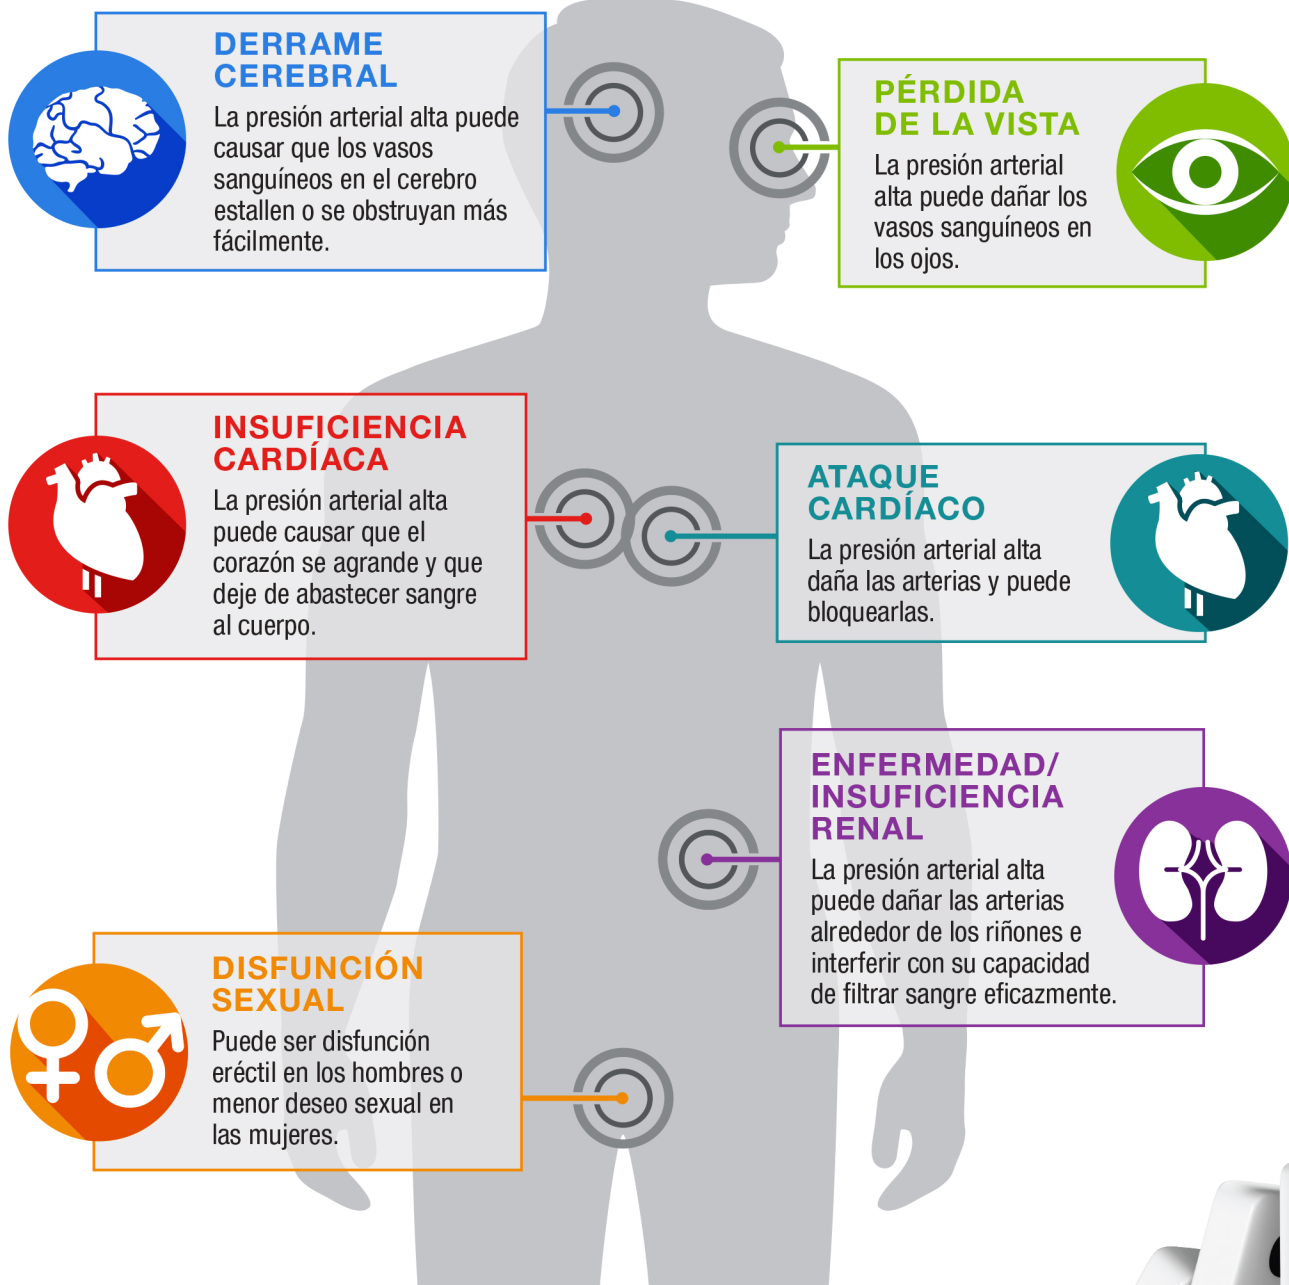 DERRAME
CEREBRAL
La presión arterial alta puede
causar que los vasos
sanguíneos en el cerebro
estallen o se obstruyan más
fácilmente.
PÉRDIDA
DE LA VISTA
La presión arterial
alta puede dañar los
vasos sanguíneos en
los ojos.
INSUFICIENCIA
CARDÍACA
La presión arterial alta
puede causar que el
corazón se agrande y que
deje de abastecer sangre
al cuerpo.
ATAQUE
CARDÍACO
La presión arterial alta
daña las arterias y puede
bloquearlas.
ENFERMEDAD/
INSUFICIENCIA
RENAL
La presión arterial alta
puede dañar las arterias
alrededor de los riñones e
interferir con su capacidad
de filtrar sangre eficazmente.
DISFUNCIÓN
SEXUAL
Puede ser disfunción
eréctil en los hombres o
menor deseo sexual en
las mujeres.